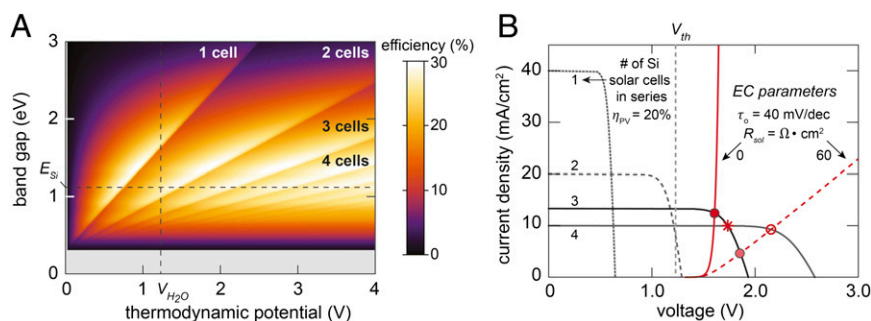 A
3
2
1
0
band gap (eV)
E_Si
0
1
2
3
4
V_H2O
thermodynamic potential (V)
1 cell
2 cells
3 cells
4 cells
efficiency (%)
30
20
10
0
B
V_th
40
30
20
10
0
current density (mA/cm²)
0
1.0
2.0
3.0
voltage (V)
# of Si
solar cells
in series
η_PV = 20%
1
2
3
4
EC parameters
τ_o = 40 mV/dec
R_sol = Ω • cm²
0
60